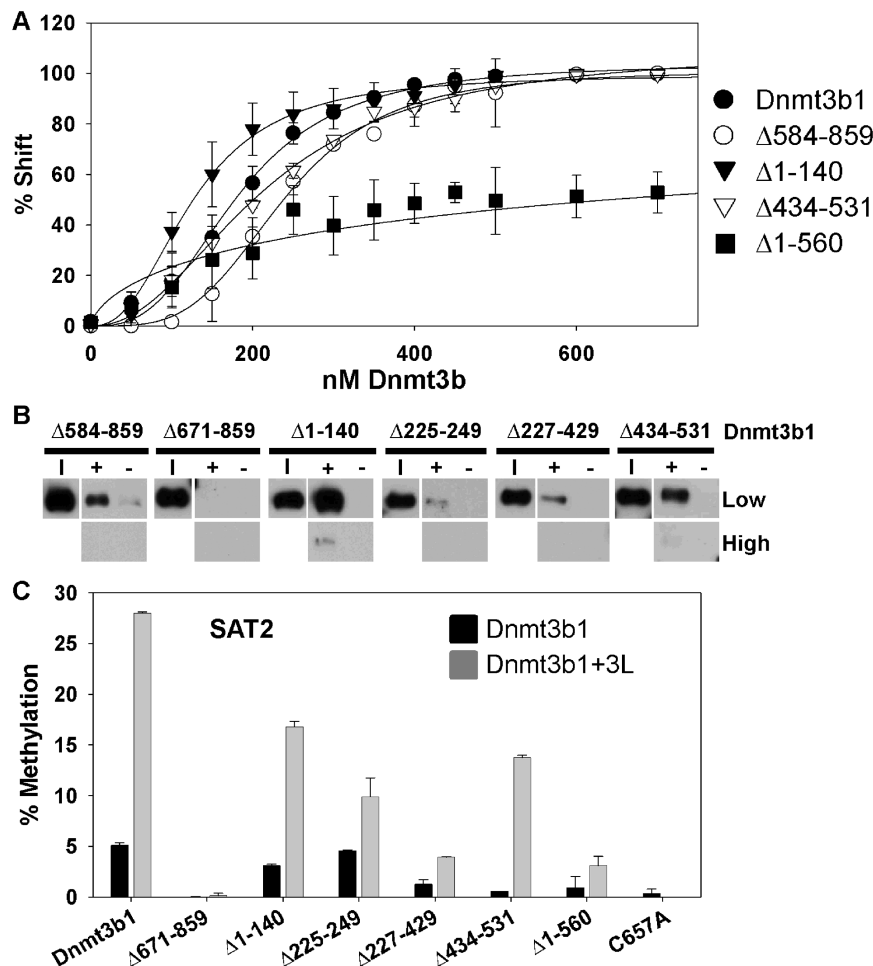 A
120
100
80
60
40
20
0
% Shift
0 200 400 600
nM Dnmt3b
Dnmt3b1
Δ584-859
Δ1-140
Δ434-531
Δ1-560
B
Δ584-859 Δ671-859 Δ1-140 Δ225-249 Δ227-429 Δ434-531 Dnmt3b1
I + - I + - I + - I + - I + - I + -
Low
High
C
30
25
20
15
10
5
0
% Methylation
SAT2
Dnmt3b1
Dnmt3b1+3L
Dnmt3b1 Δ671-859 Δ1-140 Δ225-249 Δ227-429 Δ434-531 Δ1-560 C657A